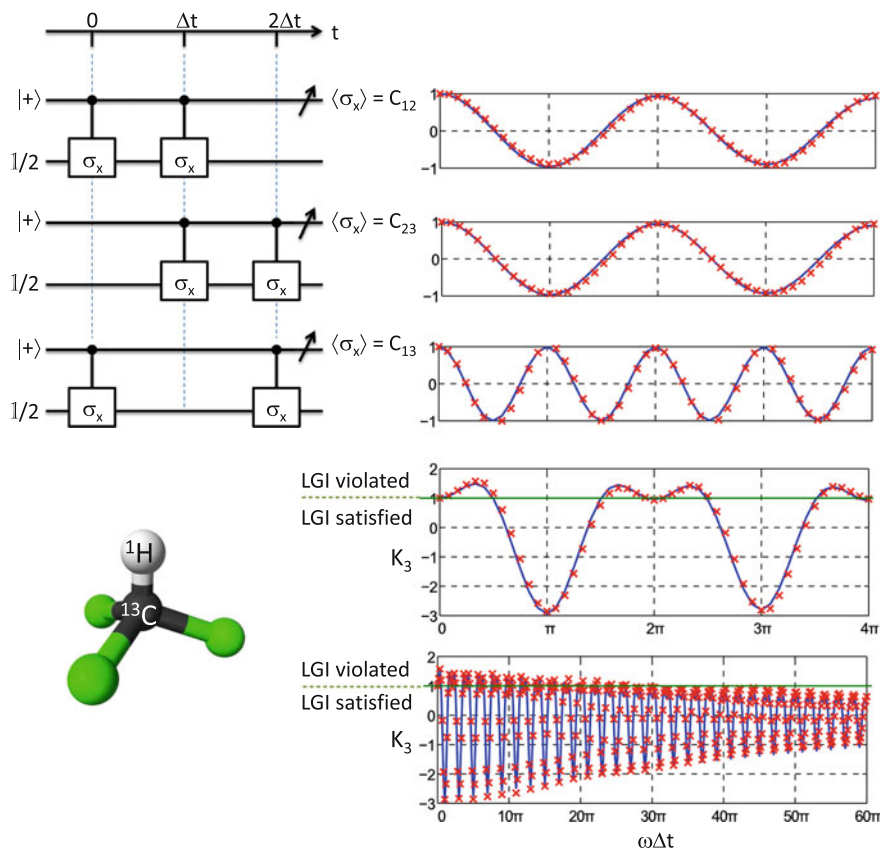 0 Δt 2Δt t
|+⟩ ⟨σₓ⟩ = C₁₂
𝟙/2 σₓ σₓ
|+⟩ ⟨σₓ⟩ = C₂₃
𝟙/2 σₓ σₓ
|+⟩ ⟨σₓ⟩ = C₁₃
𝟙/2 σₓ σₓ
1
0
−1
1
0
−1
1
0
−1
LGI violated
LGI satisfied
K₃
2
1
0
−1
−2
−3
0 π 2π 3π 4π
¹H
¹³C
LGI violated
LGI satisfied
K₃
2
1
0
−1
−2
−3
0 10π 20π 30π 40π 50π 60π
ωΔt